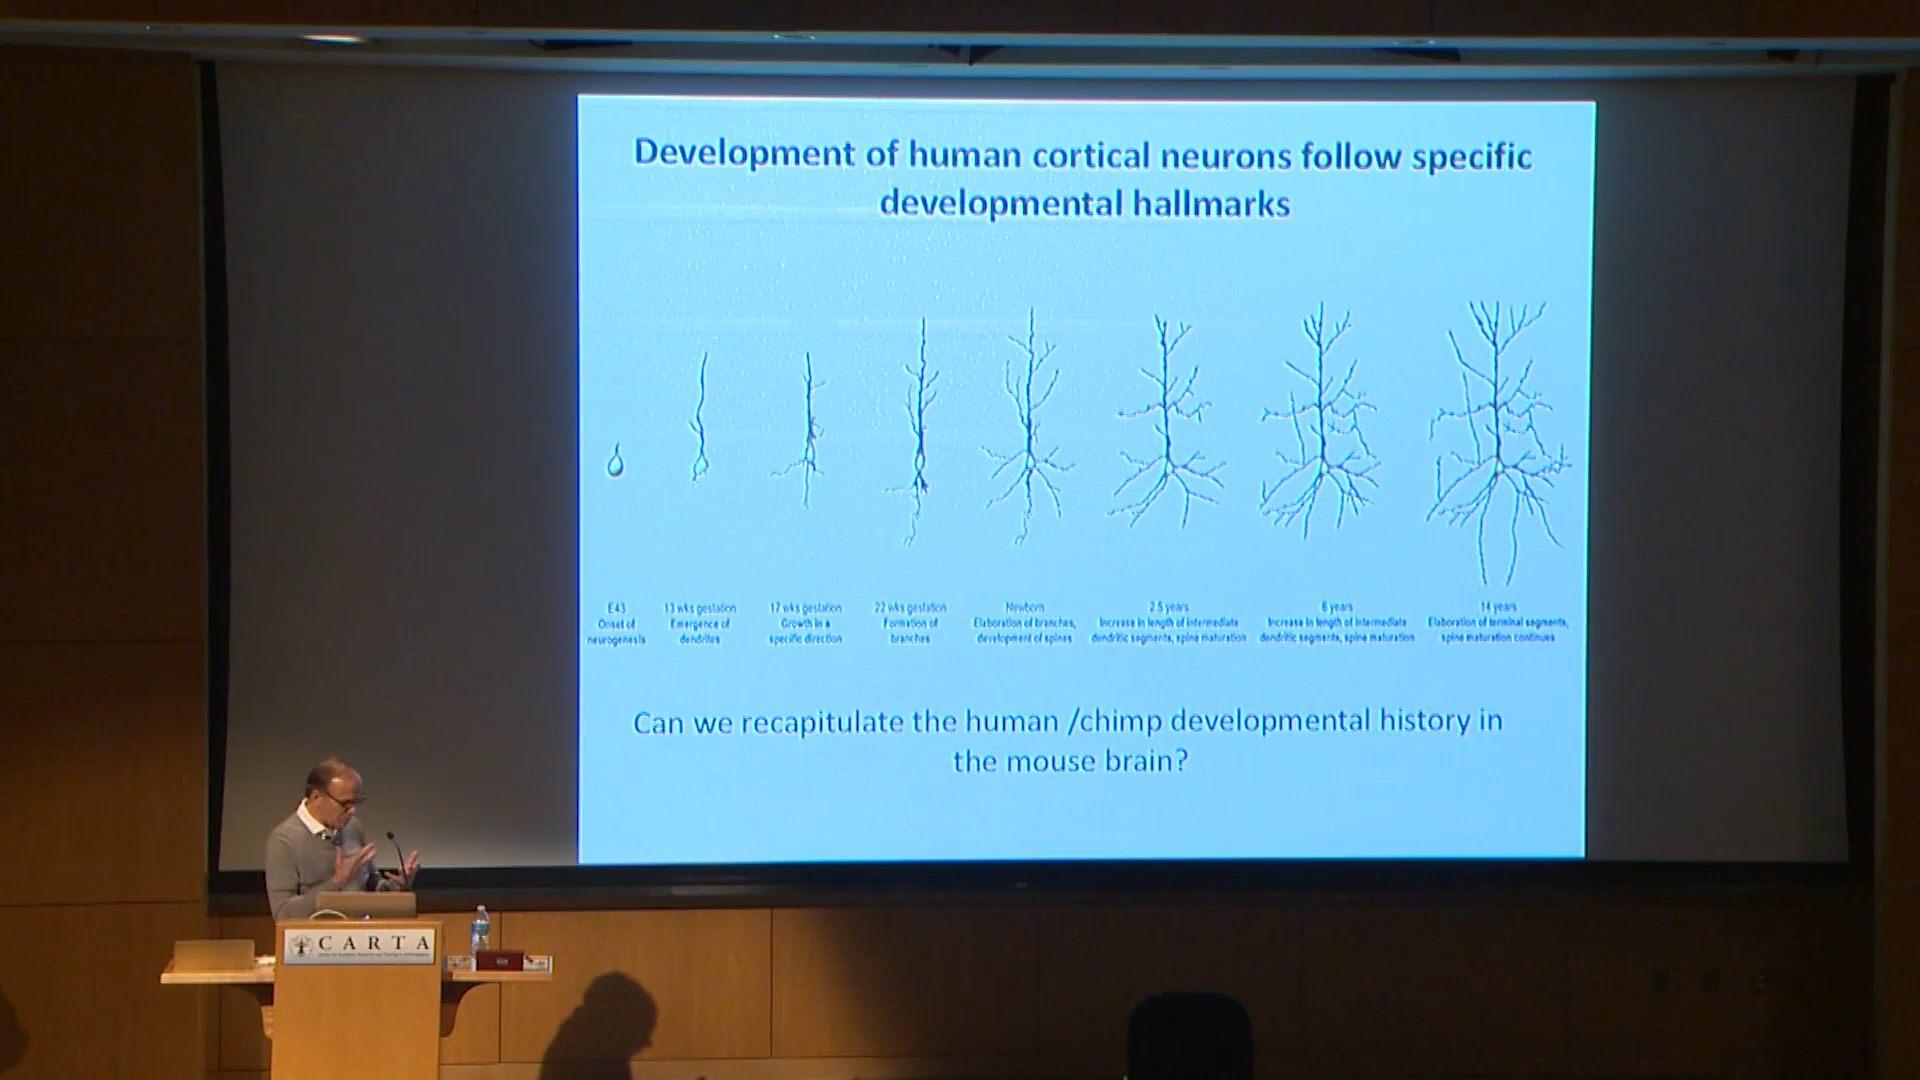 Development of human cortical neurons follow specific
developmental hallmarks
E43
Onset of
neurogenesis
13 wks gestation
Emergence of
dendrites
17 wks gestation
Growth in a
specific direction
22 wks gestation
Formation of
branches
Newborn
Elaboration of branches,
development of spines
2.5 years
Increase in length of intermediate
dendritic segments, spine maturation
6 years
Increase in length of intermediate
dendritic segments, spine maturation
14 years
Elaboration of terminal segments,
spine maturation continues
Can we recapitulate the human /chimp developmental history in
the mouse brain?
CARTA